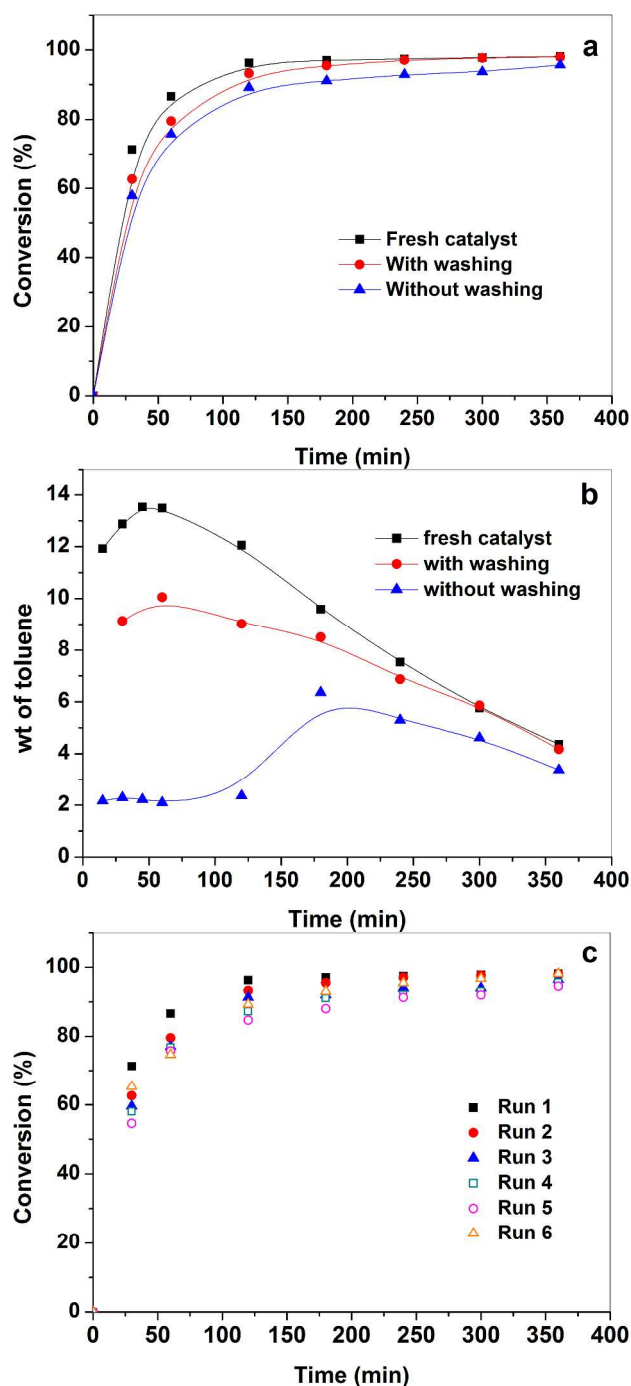 a
100
80
60
40
20
0
Conversion (%)
Fresh catalyst
With washing
Without washing
0 50 100 150 200 250 300 350 400
Time (min)
b
14
12
10
8
6
4
2
0
wt of toluene
fresh catalyst
with washing
without washing
0 50 100 150 200 250 300 350 400
Time (min)
c
100
80
60
40
20
0
Conversion (%)
Run 1
Run 2
Run 3
Run 4
Run 5
Run 6
0 50 100 150 200 250 300 350 400
Time (min)